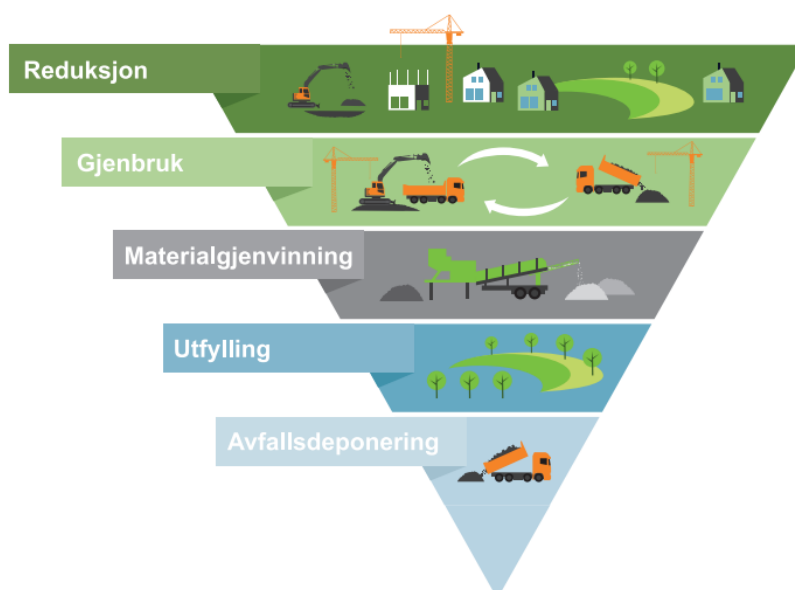 Reduksjon
Gjenbruk
Materialgjenvinning
Utfylling
Avfallsdeponering